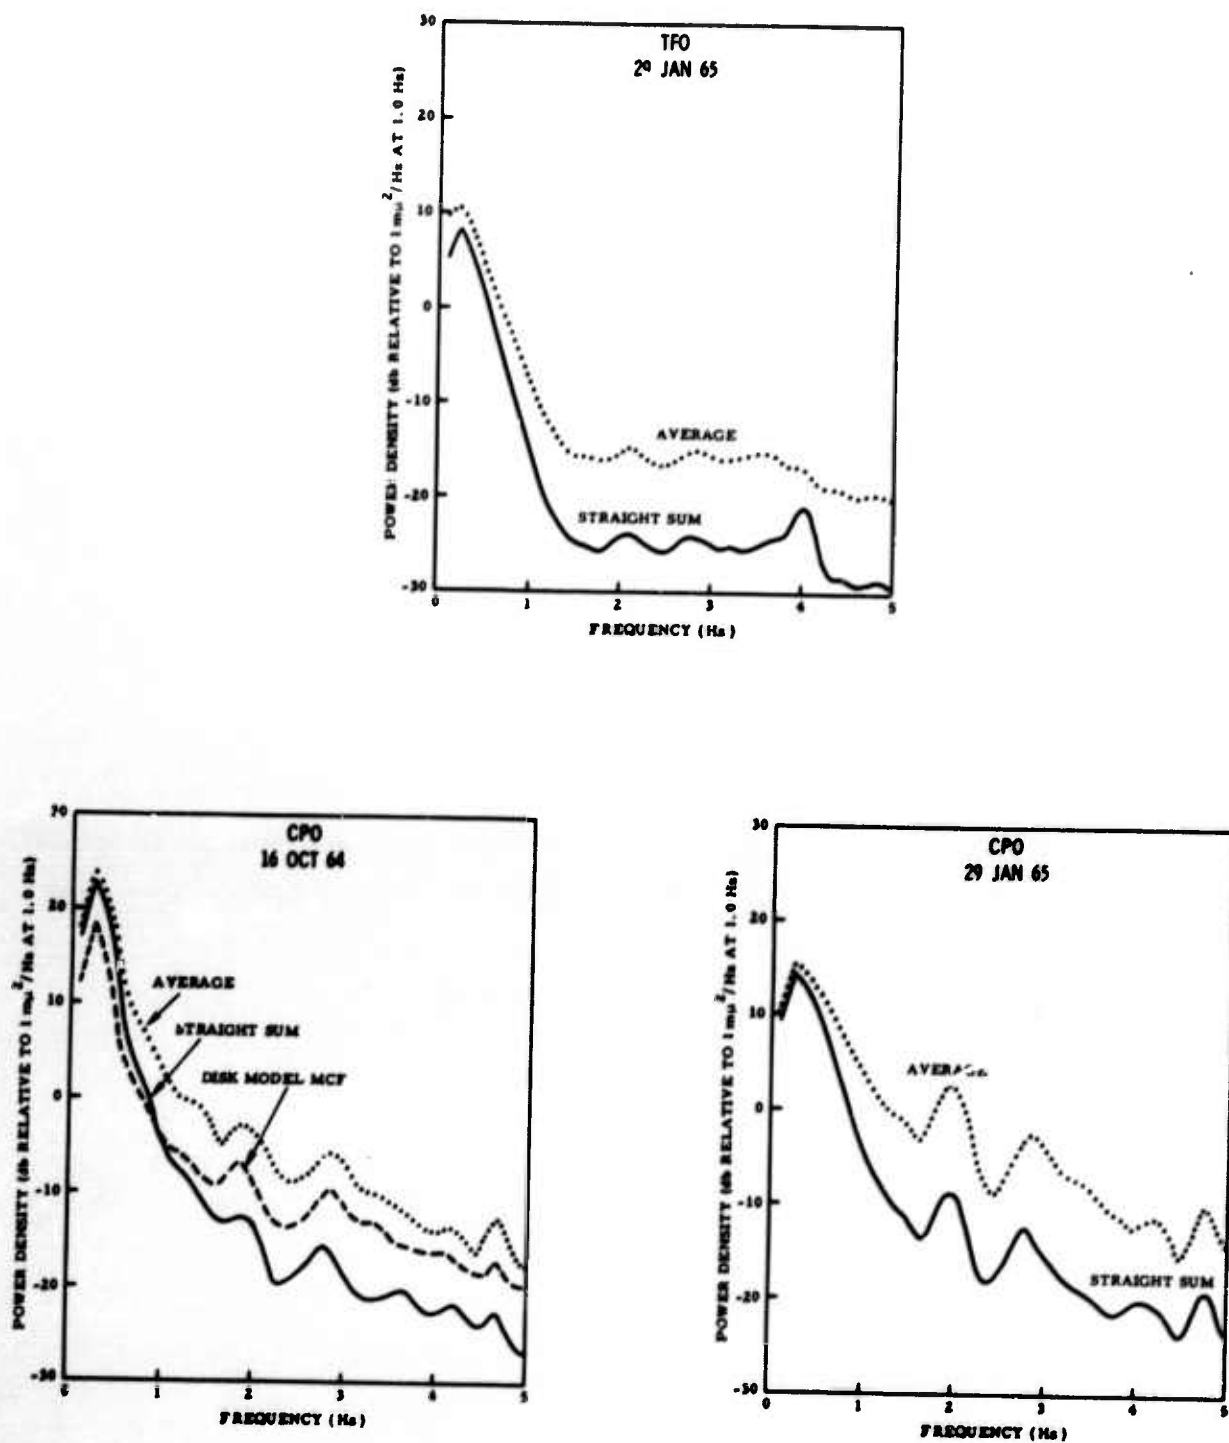 30
TFO
29 JAN 65
20
10
0
-10
-20
-30
POWER DENSITY (db RELATIVE TO 1 mμ²/Hz AT 1.0 Hz)
AVERAGE
STRAIGHT SUM
0 1 2 3 4 5
FREQUENCY (Hz)
30
CPO
16 OCT 64
20
10
0
-10
-20
-30
POWER DENSITY (db RELATIVE TO 1 mμ²/Hz AT 1.0 Hz)
AVERAGE
STRAIGHT SUM
DISK MODEL MCF
0 1 2 3 4 5
FREQUENCY (Hz)
30
CPO
29 JAN 65
20
10
0
-10
-20
-30
POWER DENSITY (db RELATIVE TO 1 mμ²/Hz AT 1.0 Hz)
AVERAGE
STRAIGHT SUM
0 1 2 3 4 5
FREQUENCY (Hz)